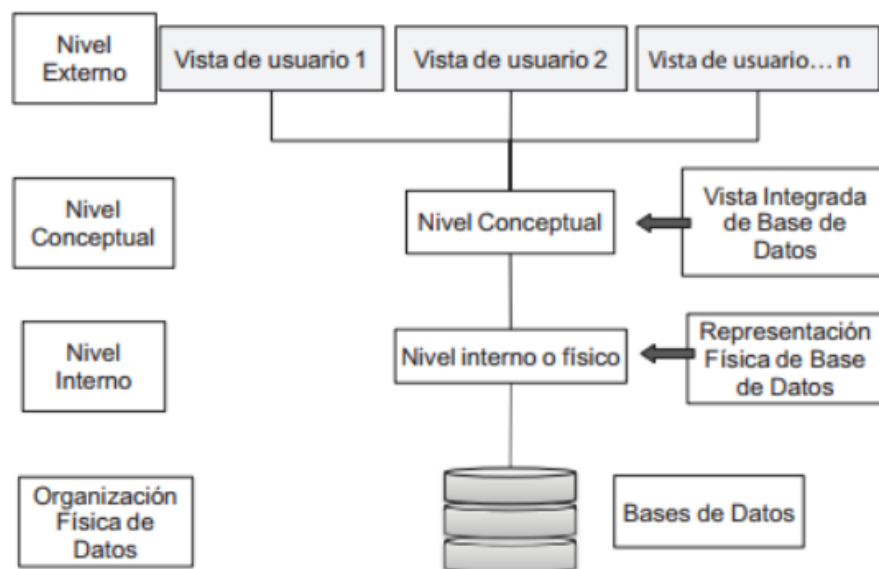 Nivel
Externo
Vista de usuario 1
Vista de usuario 2
Vista de usuario... n
Nivel
Conceptual
Nivel Conceptual
Vista Integrada
de Base de
Datos
Nivel
Interno
Nivel interno o físico
Representación
Física de Base
de Datos
Organización
Física de
Datos
Bases de Datos